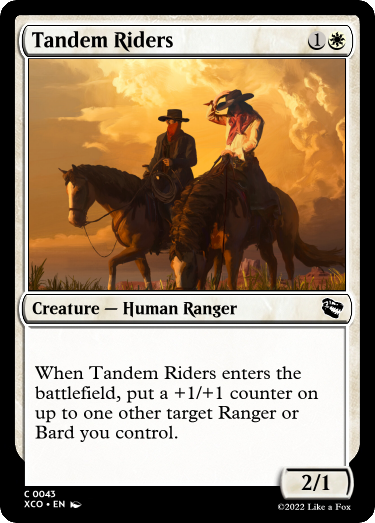 Tandem Riders 1
Creature — Human Ranger
When Tandem Riders enters the
battlefield, put a +1/+1 counter on
up to one other target Ranger or
Bard you control.
2/1
C 0043
XCO • EN
©2022 Like a Fox